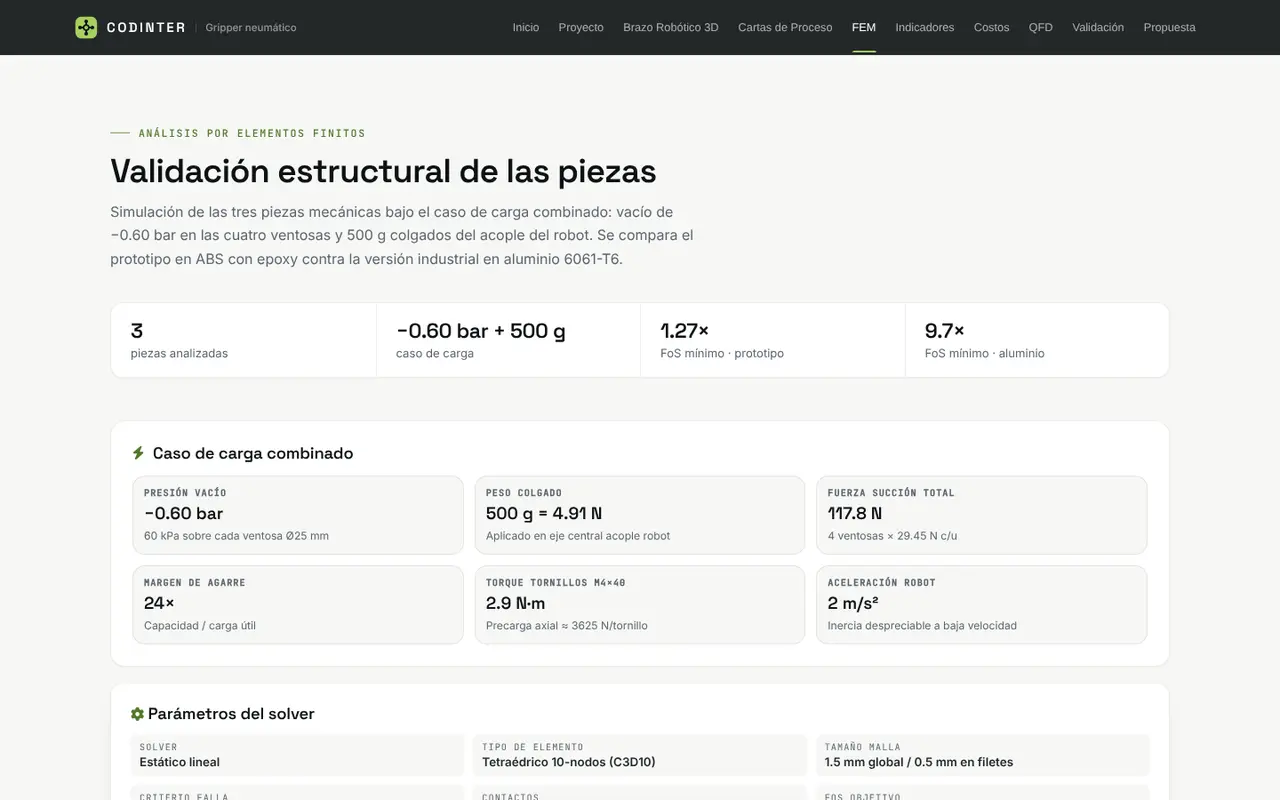 CODINTER
Gripper neumático
Inicio
Proyecto
Brazo Robótico 3D
Cartas de Proceso
FEM
Indicadores
Costos
QFD
Validación
Propuesta
ANÁLISIS POR ELEMENTOS FINITOS
Validación estructural de las piezas
Simulación de las tres piezas mecánicas bajo el caso de carga combinado: vacío de
−0.60 bar en las cuatro ventosas y 500 g colgados del acople del robot. Se compara el
prototipo en ABS con epoxy contra la versión industrial en aluminio 6061-T6.
3
piezas analizadas
−0.60 bar + 500 g
caso de carga
1.27×
FoS mínimo · prototipo
9.7×
FoS mínimo · aluminio
Caso de carga combinado
PRESIÓN VACÍO
−0.60 bar
60 kPa sobre cada ventosa Ø25 mm
PESO COLGADO
500 g = 4.91 N
Aplicado en eje central acople robot
FUERZA SUCCIÓN TOTAL
117.8 N
4 ventosas × 29.45 N c/u
MARGEN DE AGARRE
24×
Capacidad / carga útil
TORQUE TORNILLOS M4×40
2.9 N·m
Precarga axial ≈ 3625 N/tornillo
ACELERACIÓN ROBOT
2 m/s²
Inercia despreciable a baja velocidad
Parámetros del solver
SOLVER
Estático lineal
TIPO DE ELEMENTO
Tetraédrico 10-nodos (C3D10)
TAMAÑO MALLA
1.5 mm global / 0.5 mm en filetes
CRITERIO FALLA
CONTACTOS
FOS OBJETIVO